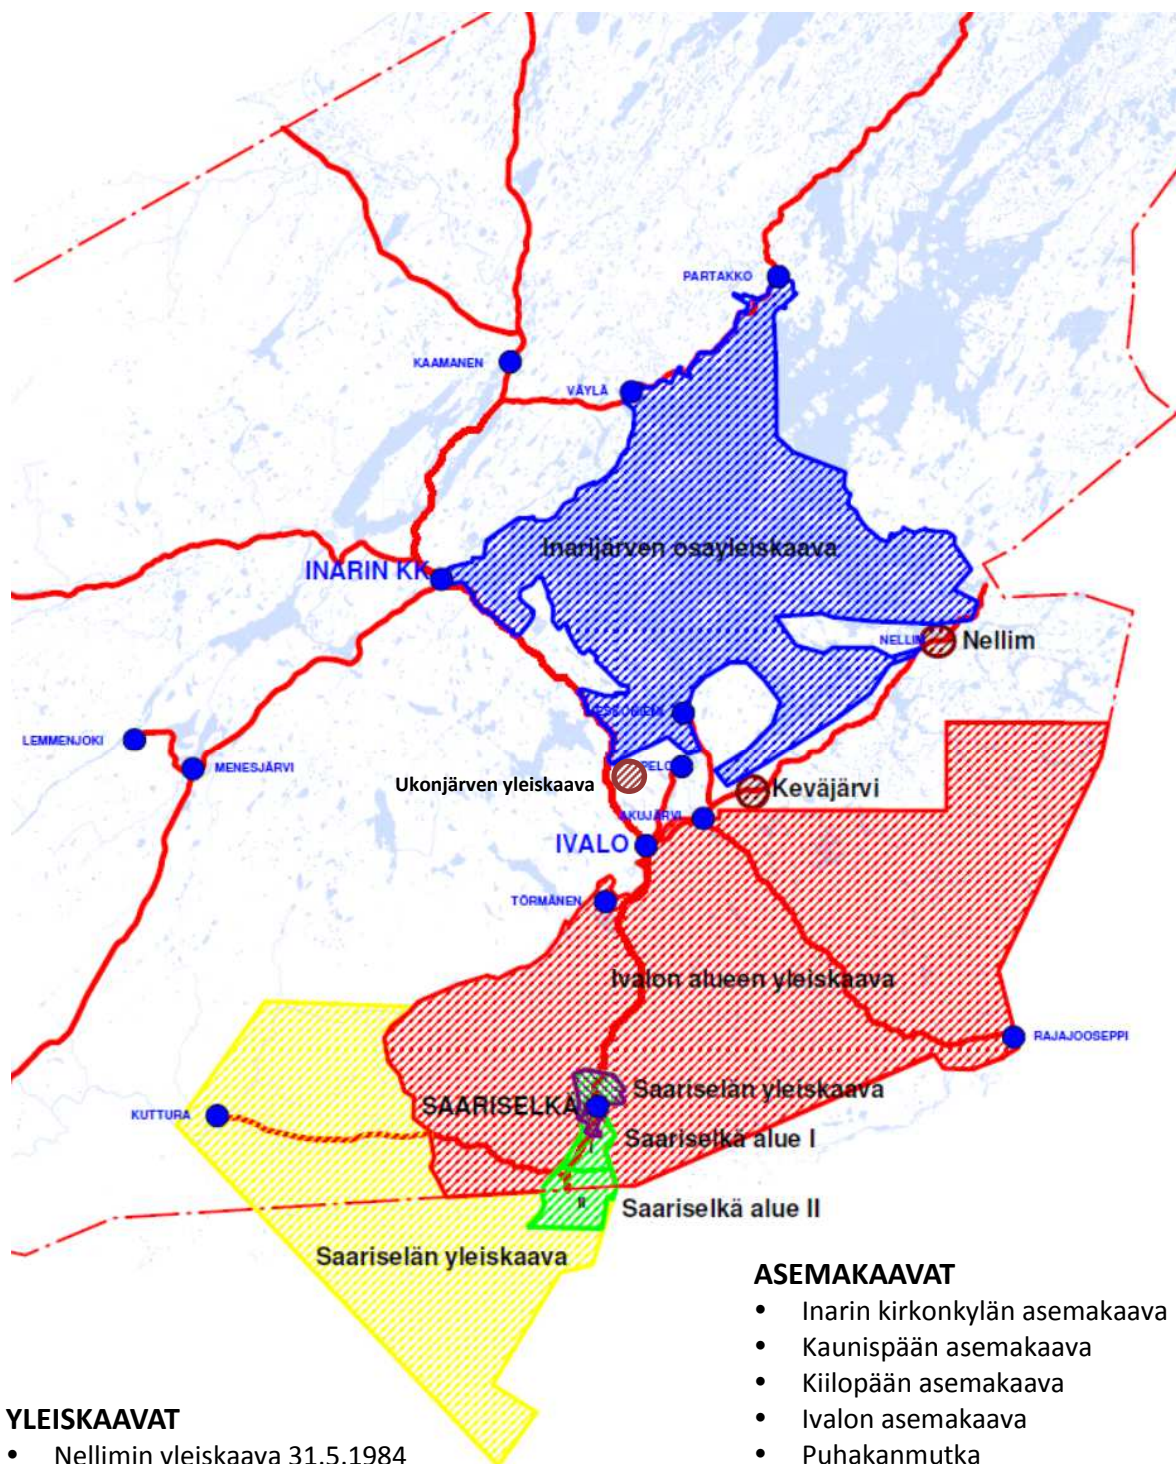 PARTAKKO
KAAMANEN
VÄYLÄ
Inarijärven osayleiskaava
INARIN KK
NELLIM
Nellim
LEMMENJOKI
MENESJÄRVI
Ukonjärven yleiskaava
Keväjärvi
AKUJÄRVI
IVALO
TÖRMÄNEN
Ivalon alueen yleiskaava
RAJAJOOSEPPI
Saariselän yleiskaava
SAARISELKÄ
KUTTURA
Saariselkä alue I
I
II
Saariselkä alue II
Saariselän yleiskaava
ASEMAKAAVAT
• Inarin kirkonkylän asemakaava
• Kaunispään asemakaava
• Kiilopään asemakaava
• Ivalon asemakaava
• Puhakanmutka
YLEISKAAVAT
• Nellimin yleiskaava 31.5.1984